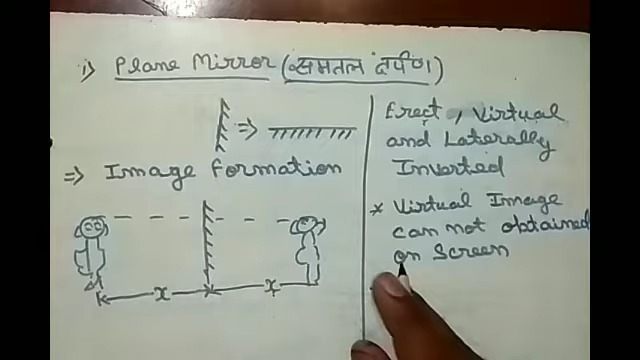 i) Plane Mirror (समतल दर्पण)
⇒
⇒ Image formation
x x
Erect, Virtual
and Laterally
Inverted
* Virtual Image
can not obtained
on Screen